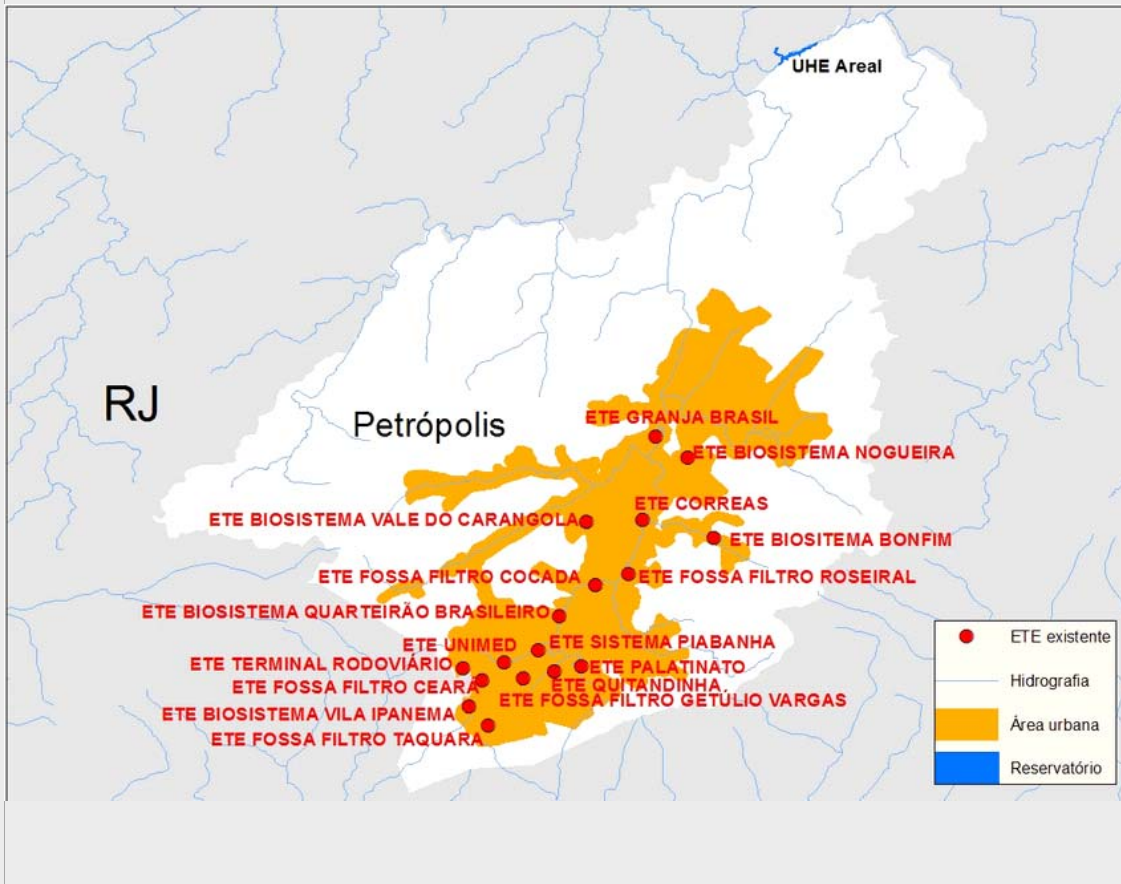 UHE Areal
RJ
Petrópolis
ETE GRANJA BRASIL
ETE BIOSISTEMA NOGUEIRA
ETE CORREAS
ETE BIOSISTEMA VALE DO CARANGOLA
ETE BIOSITEMA BONFIM
ETE FOSSA FILTRO COCADA
ETE FOSSA FILTRO ROSEIRAL
ETE BIOSISTEMA QUARTEIRÃO BRASILEIRO
ETE UNIMED
ETE SISTEMA PIABANHA
ETE TERMINAL RODOVIÁRIO
ETE PALATINATO
ETE FOSSA FILTRO CEARÁ
ETE QUITANDINHA
ETE FOSSA FILTRO GETÚLIO VARGAS
ETE BIOSISTEMA VILA IPANEMA
ETE FOSSA FILTRO TAQUARA
ETE existente
Hidrografia
Área urbana
Reservatório